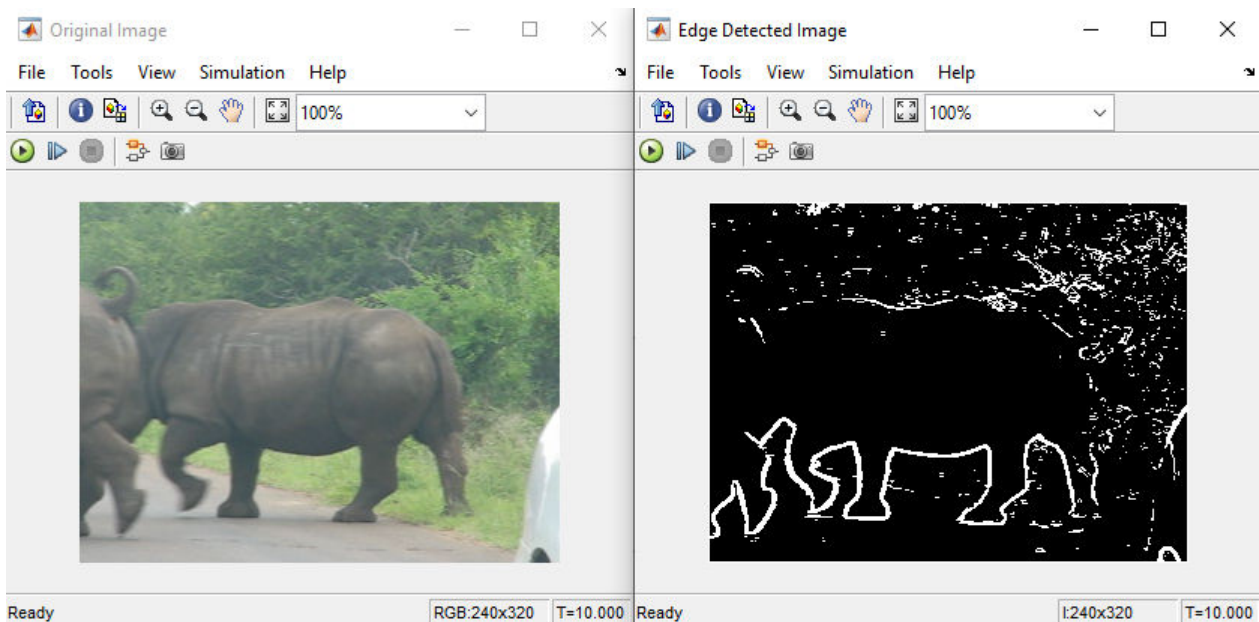 Original Image
File Tools View Simulation Help
100%
Ready RGB:240x320 T=10.000
Edge Detected Image
File Tools View Simulation Help
100%
Ready I:240x320 T=10.000